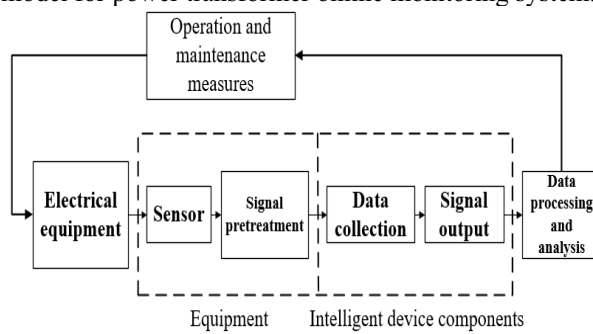 model for power transformer online monitoring system.
Operation and
maintenance
measures
Electrical
equipment
Sensor
Signal
pretreatment
Data
collection
Signal
output
Data
processing
and
analysis
Equipment
Intelligent device components